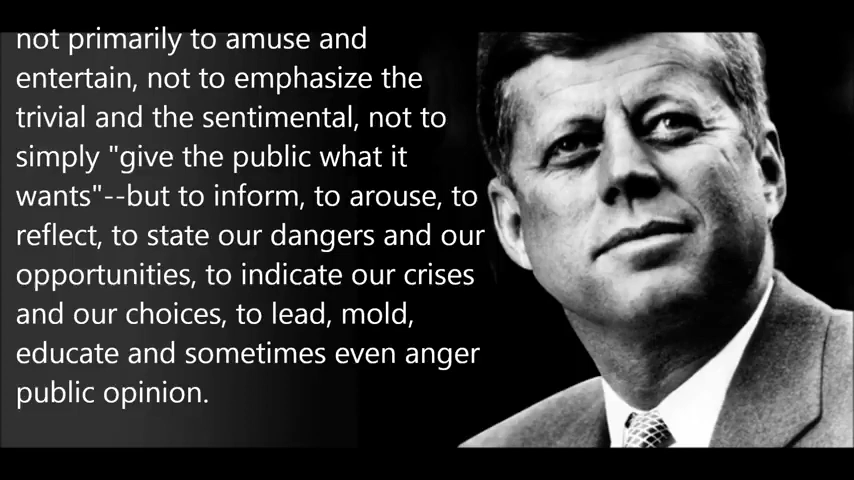 not primarily to amuse and
entertain, not to emphasize the
trivial and the sentimental, not to
simply "give the public what it
wants"--but to inform, to arouse, to
reflect, to state our dangers and our
opportunities, to indicate our crises
and our choices, to lead, mold,
educate and sometimes even anger
public opinion.